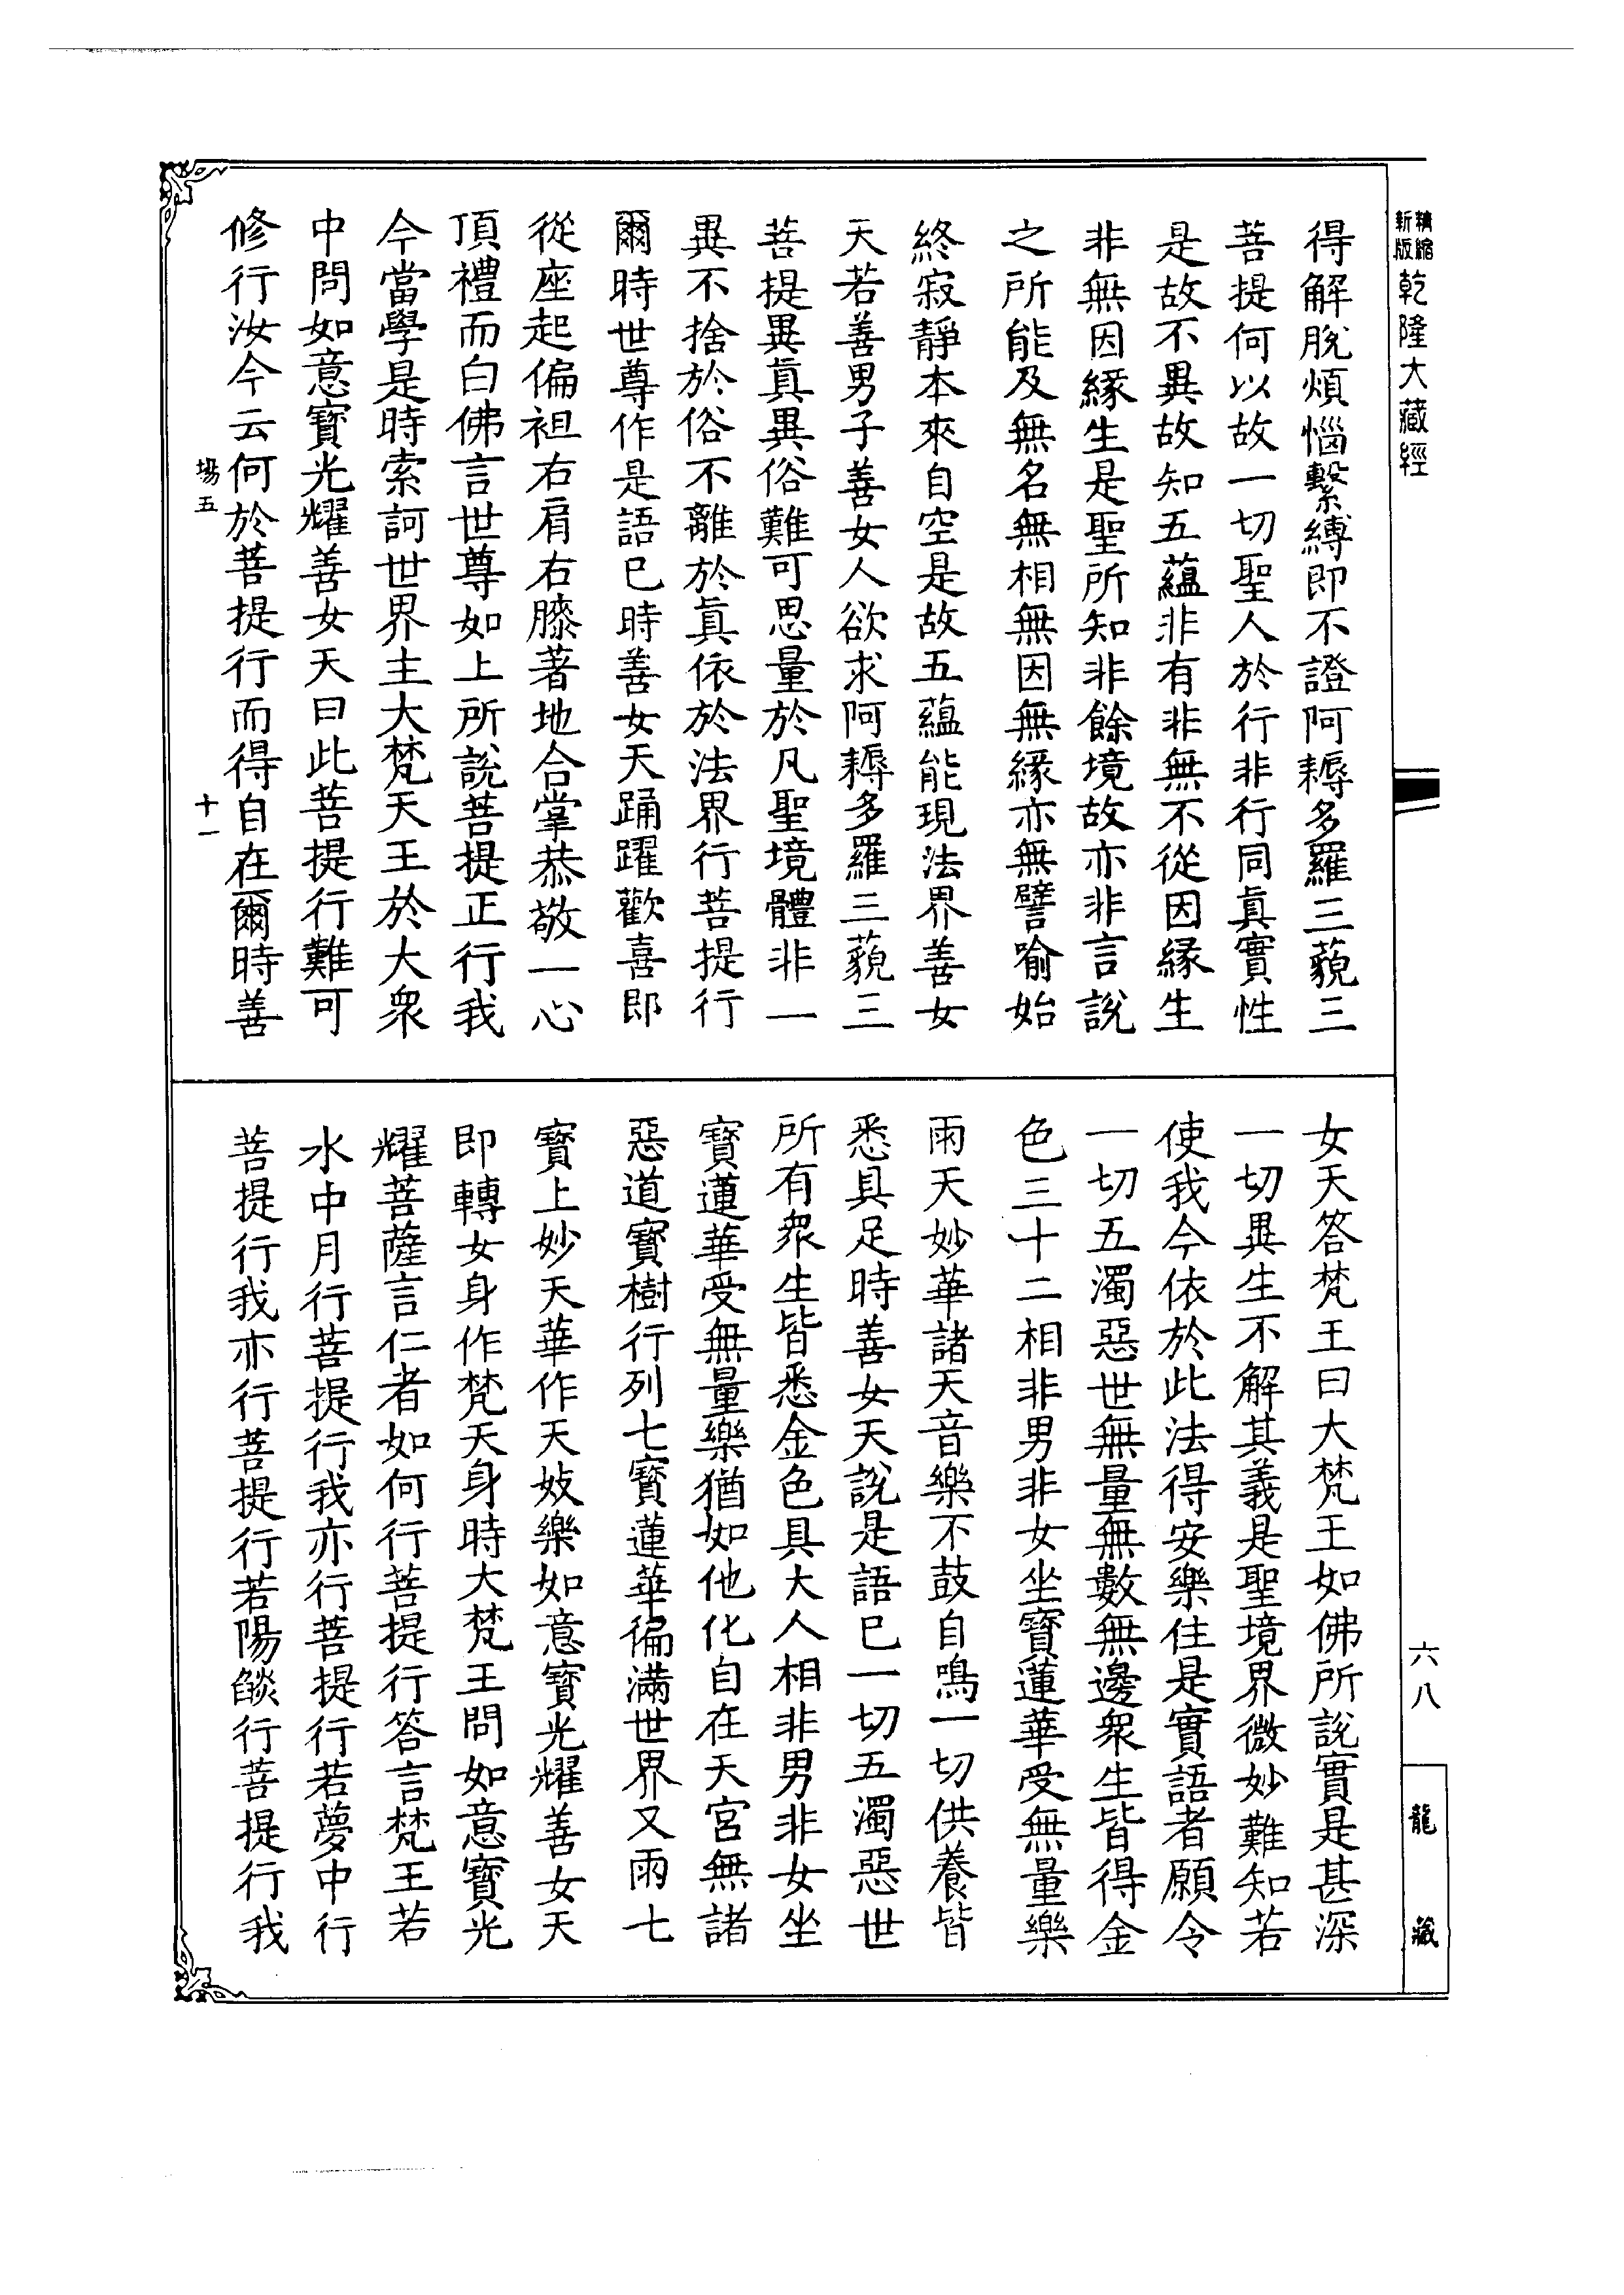 精縮
新版
乾隆大藏經
得解脫煩惱繫縛即不證阿耨多羅三藐三
菩提何以故一切聖人於行非行同真實性
是故不異故知五蘊非有非無不從因緣生
非無因緣生是聖所知非餘境故亦非言說
之所能及無名無相無因無緣亦無譬喻始
終寂靜本來自空是故五蘊能現法界善女
天若善男子善女人欲求阿耨多羅三藐三
菩提異真異俗難可思量於凡聖境體非一
異不捨於俗不離於真依於法界行菩提行
爾時世尊作是語已時善女天踊躍歡喜即
從座起偏袒右肩右膝著地合掌恭敬一心
頂禮而白佛言世尊如上所說菩提正行我
今當學是時索訶世界主大梵天王於大眾
中問如意寶光耀善女天曰此菩提行難可
修行汝今云何於菩提行而得自在爾時善
場五
十一
女天答梵王曰大梵王如佛所說實是甚深
一切異生不解其義是聖境界微妙難知若
使我今依於此法得安樂住是實語者願令
一切五濁惡世無量無數無邊眾生皆得金
色三十二相非男非女坐寶蓮華受無量樂
雨天妙華諸天音樂不鼓自鳴一切供養皆
悉具足時善女天說是語已一切五濁惡世
所有眾生皆悉金色具大人相非男非女坐
寶蓮華受無量樂猶如他化自在天宮無諸
惡道寶樹行列七寶蓮華徧滿世界又雨七
寶上妙天華作天妓樂如意寶光耀善女天
即轉女身作梵天身時大梵王問如意寶光
耀菩薩言仁者如何行菩提行答言梵王若
水中月行菩提行我亦行菩提行若夢中行
菩提行我亦行菩提行若陽燄行菩提行我
六八
龍藏